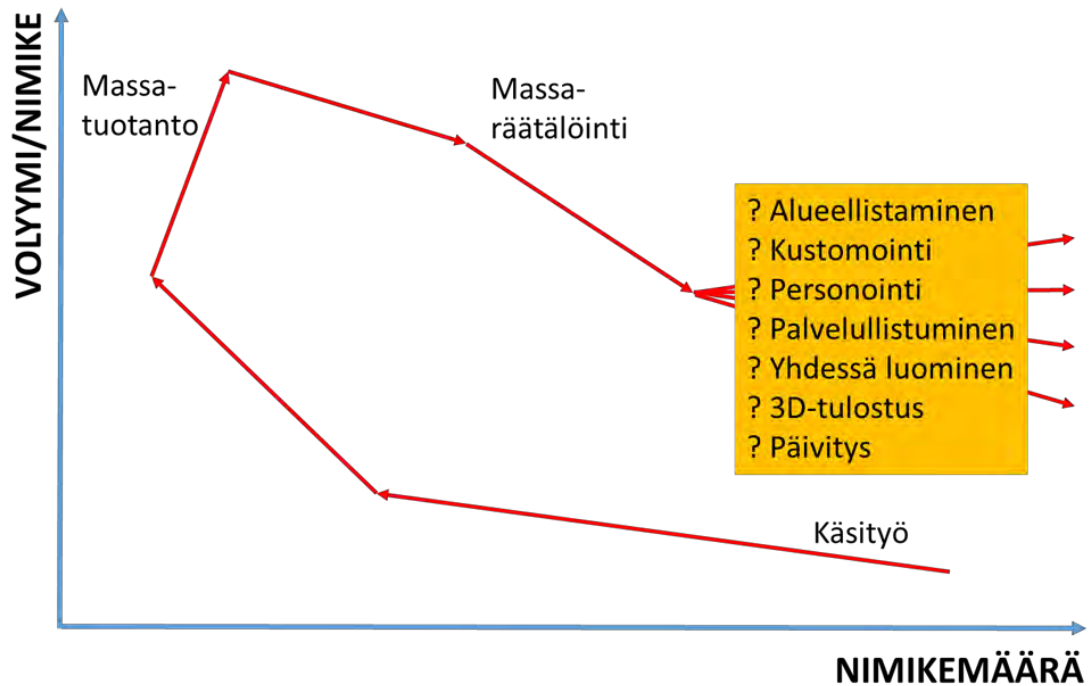 VOLYYMI/NIMIKE
Massa-
tuotanto
Massa-
räätälöinti
? Alueellistaminen
? Kustomointi
? Personointi
? Palvelullistuminen
? Yhdessä luominen
? 3D-tulostus
? Päivitys
Käsityö
NIMIKEMÄÄRÄ